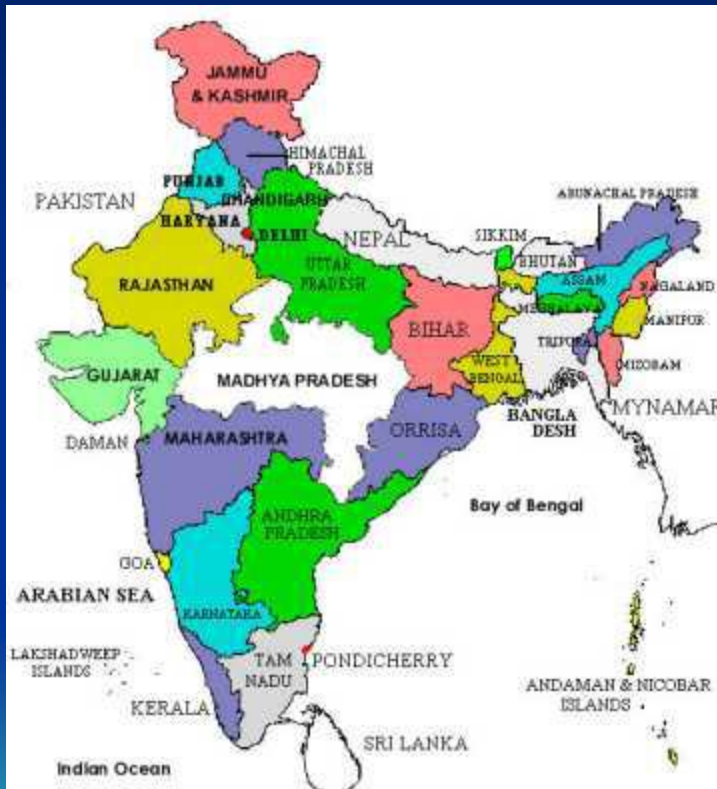 JAMMU
& KASHMIR
HIMACHAL
PRADESH
PUNJAB
CHANDIGARH
PAKISTAN
HARYANA
DELHI
NEPAL
SIKKIM
ABUNACHAL PRADESH
BHUTAN
ASSAM
NAGALAND
RAJASTHAN
UTTAR
PRADESH
MEGHALAYA
MANIPUR
BIHAR
TRIPURA
GUJARAT
MADHYA PRADESH
WEST
BENGAL
MIZORAM
BANGLA
DESH
MYNAMAR
DAMAN
MAHARASHTRA
ORRISA
Bay of Bengal
ANDHRA
PRADESH
GOA
ARABIAN SEA
KARNATAKA
LAKSHADWEEP
ISLANDS
TAM
NADU
PONDICHERRY
ANDAMAN & NICOBAR
ISLANDS
KERALA
SRI LANKA
Indian Ocean